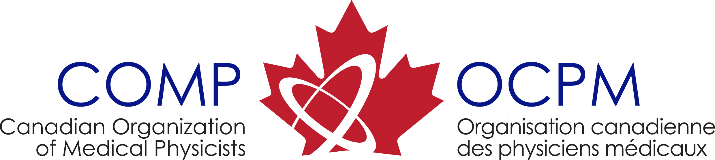 COMP
Canadian Organization
of Medical Physicists
OCPM
Organisation canadienne
des physiciens médicaux